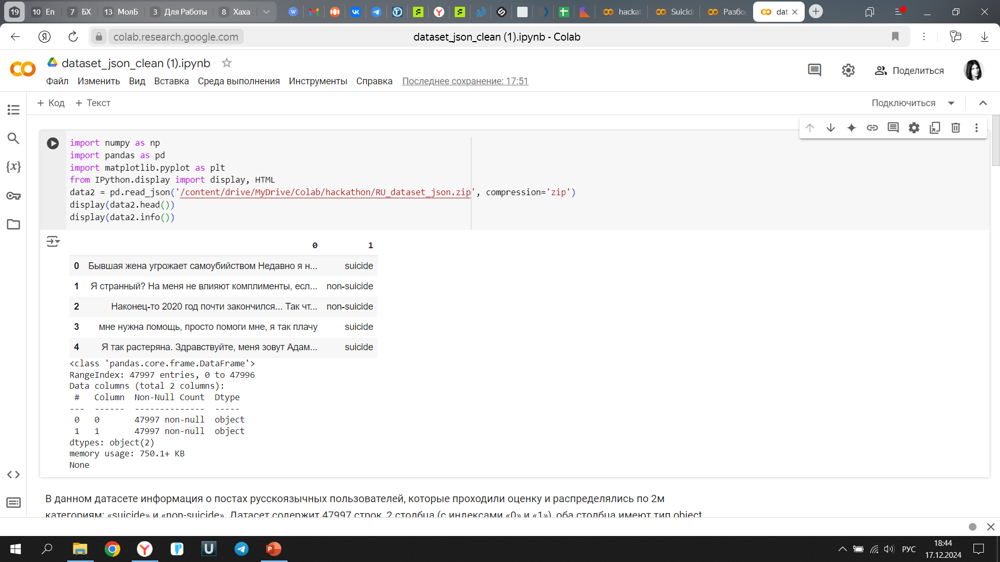 19 10 En 7 БХ 13 МолБ 3 Для Работы 8 Хаха hackat Suicide Разбо dat
colab.research.google.com dataset_json_clean (1).ipynb - Colab
dataset_json_clean (1).ipynb
Файл Изменить Вид Вставка Среда выполнения Инструменты Справка Последнее сохранение: 17:51
Поделиться
+ Код + Текст
Подключиться
import numpy as np
import pandas as pd
import matplotlib.pyplot as plt
from IPython.display import display, HTML
data2 = pd.read_json('/content/drive/MyDrive/Colab/hackathon/RU_dataset_json.zip', compression='zip')
display(data2.head())
display(data2.info())
0 1
0 Бывшая жена угрожает самоубийством Недавно я н... suicide
1 Я странный? На меня не влияют комплименты, есл... non-suicide
2 Наконец-то 2020 год почти закончился... Так чт... non-suicide
3 мне нужна помощь, просто помоги мне, я так плачу suicide
4 Я так растеряна. Здравствуйте, меня зовут Адам... suicide
<class 'pandas.core.frame.DataFrame'>
RangeIndex: 47997 entries, 0 to 47996
Data columns (total 2 columns):
# Column Non-Null Count Dtype
--- ------ -------------- -----
0 0 47997 non-null object
1 1 47997 non-null object
dtypes: object(2)
memory usage: 750.1+ KB
None
В данном датасете информация о постах русскоязычных пользователей, которые проходили оценку и распределялись по 2м
категориям: «suicide» и «non-suicide». Датасет содержит 47997 строк, 2 столбца (с индексами «0» и «1»), оба столбца имеют тип object
РУС
18:44
17.12.2024